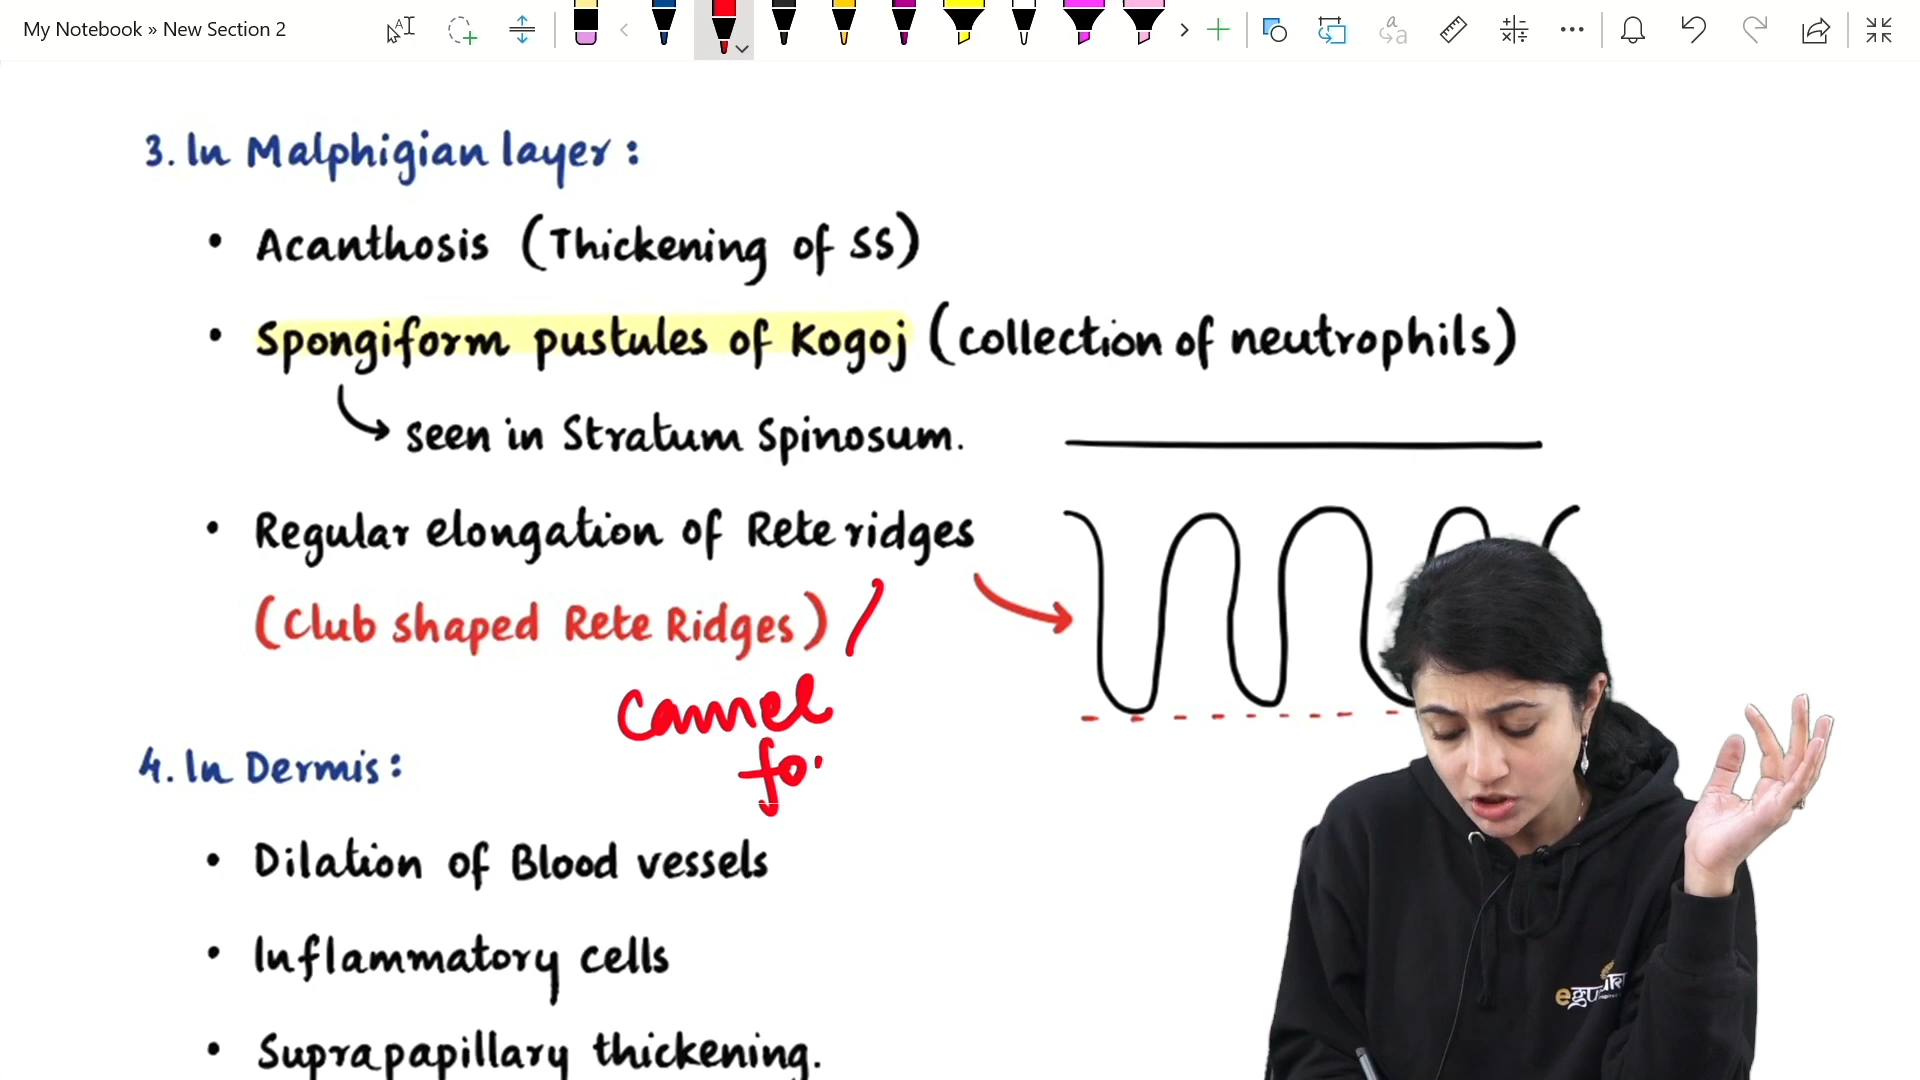 My Notebook » New Section 2
3. In Malphigian layer :
• Acanthosis (Thickening of SS)
• Spongiform pustules of Kogoj (collection of neutrophils)
seen in Stratum Spinosum.
• Regular elongation of Rete ridges
(Club shaped Rete Ridges)
Camel
fo
4. In Dermis :
• Dilation of Blood vessels
• Inflammatory cells
• Suprapapillary thickening.